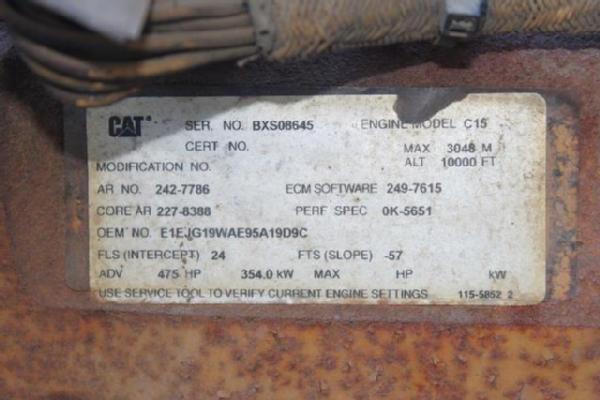 CAT SER. NO. BXS08645 ENGINE MODEL C15
CERT NO. MAX 3048 M
MODIFICATION NO. ALT 10000 FT
AR NO. 242-7786 ECM SOFTWARE 249-7615
CORE AR 227-8388 PERF SPEC 0K-5651
OEM NO. E1EJG19WAE95A19D9C
FLS (INTERCEPT) 24 FTS (SLOPE) -57
ADV 475 HP 354.0 kW MAX HP kW
USE SERVICE TOOL TO VERIFY CURRENT ENGINE SETTINGS 115-5852 2